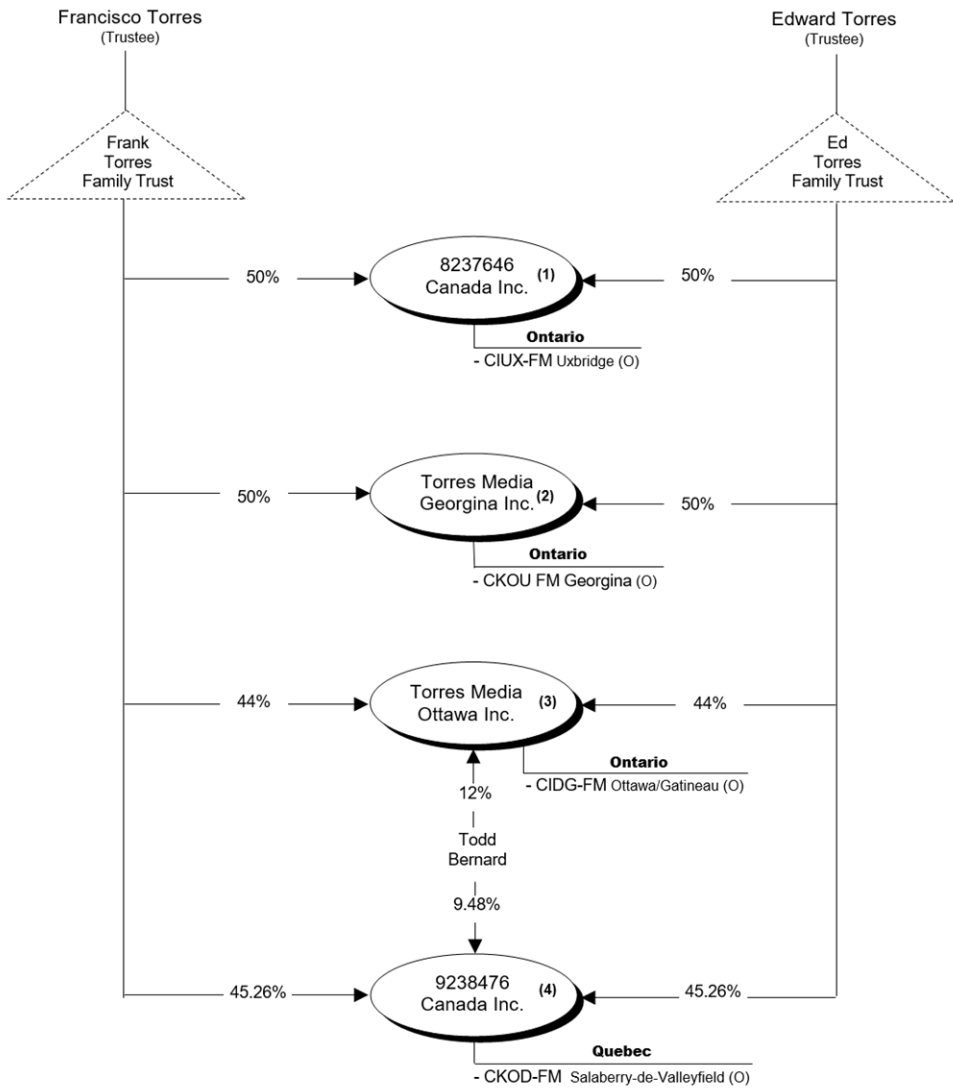 Francisco Torres
(Trustee)
Edward Torres
(Trustee)
Frank
Torres
Family Trust
Ed
Torres
Family Trust
50%
8237646
Canada Inc.
(1)
50%
Ontario
- CIUX-FM Uxbridge (O)
50%
Torres Media
Georgina Inc.
(2)
50%
Ontario
- CKOU FM Georgina (O)
44%
Torres Media
Ottawa Inc.
(3)
44%
Ontario
- CIDG-FM Ottawa/Gatineau (O)
12%
Todd
Bernard
9.48%
45.26%
9238476
Canada Inc.
(4)
45.26%
Quebec
- CKOD-FM Salaberry-de-Valleyfield (O)